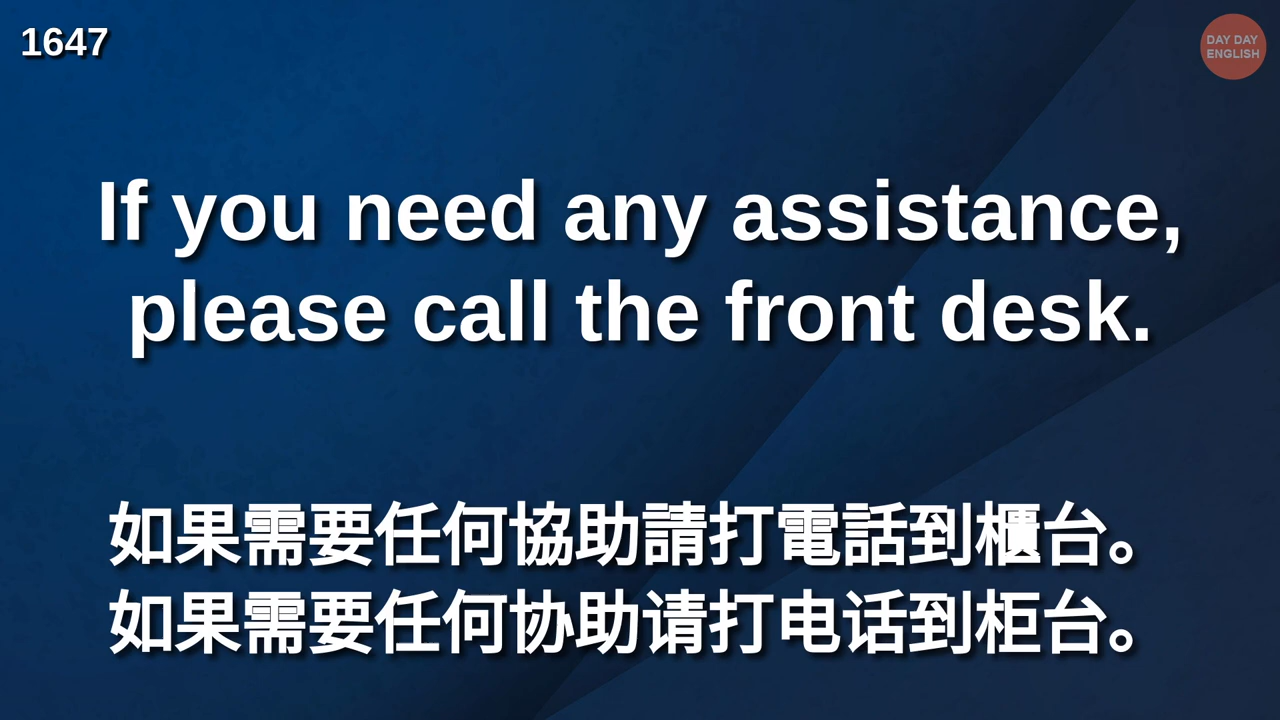 1647
DAY DAY
ENGLISH
If you need any assistance,
please call the front desk.
如果需要任何協助請打電話到櫃台。
如果需要任何协助请打电话到柜台。